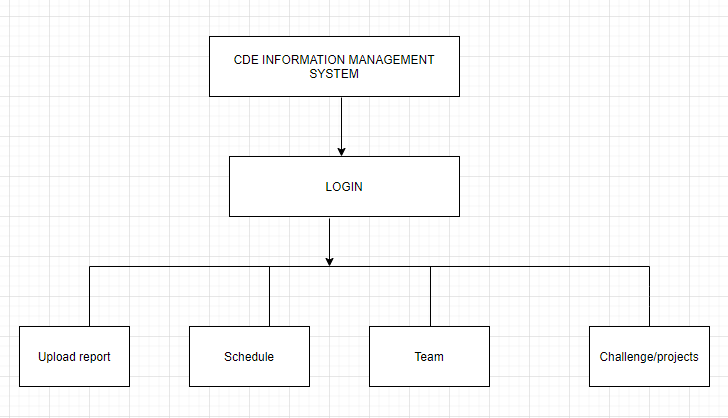 CDE INFORMATION MANAGEMENT
SYSTEM
LOGIN
Upload report
Schedule
Team
Challenge/projects